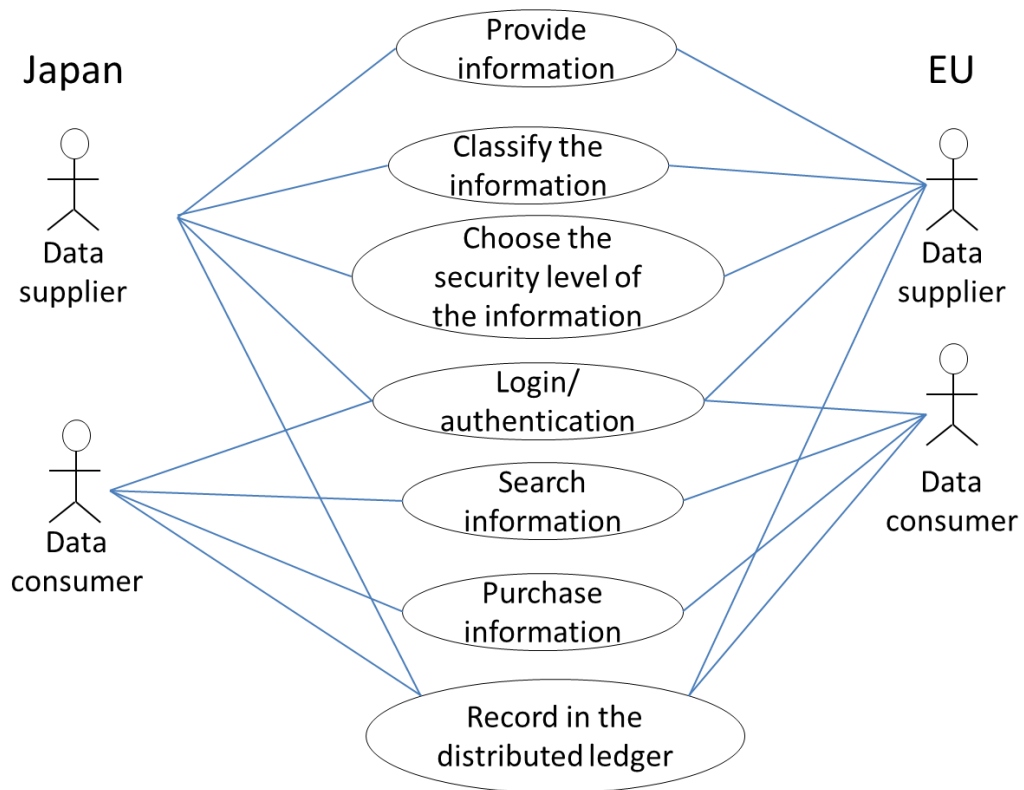 Japan
EU
Provide
information
Classify the
information
Choose the
security level of
the information
Login/
authentication
Search
information
Purchase
information
Record in the
distributed ledger
Data
supplier
Data
consumer
Data
supplier
Data
consumer